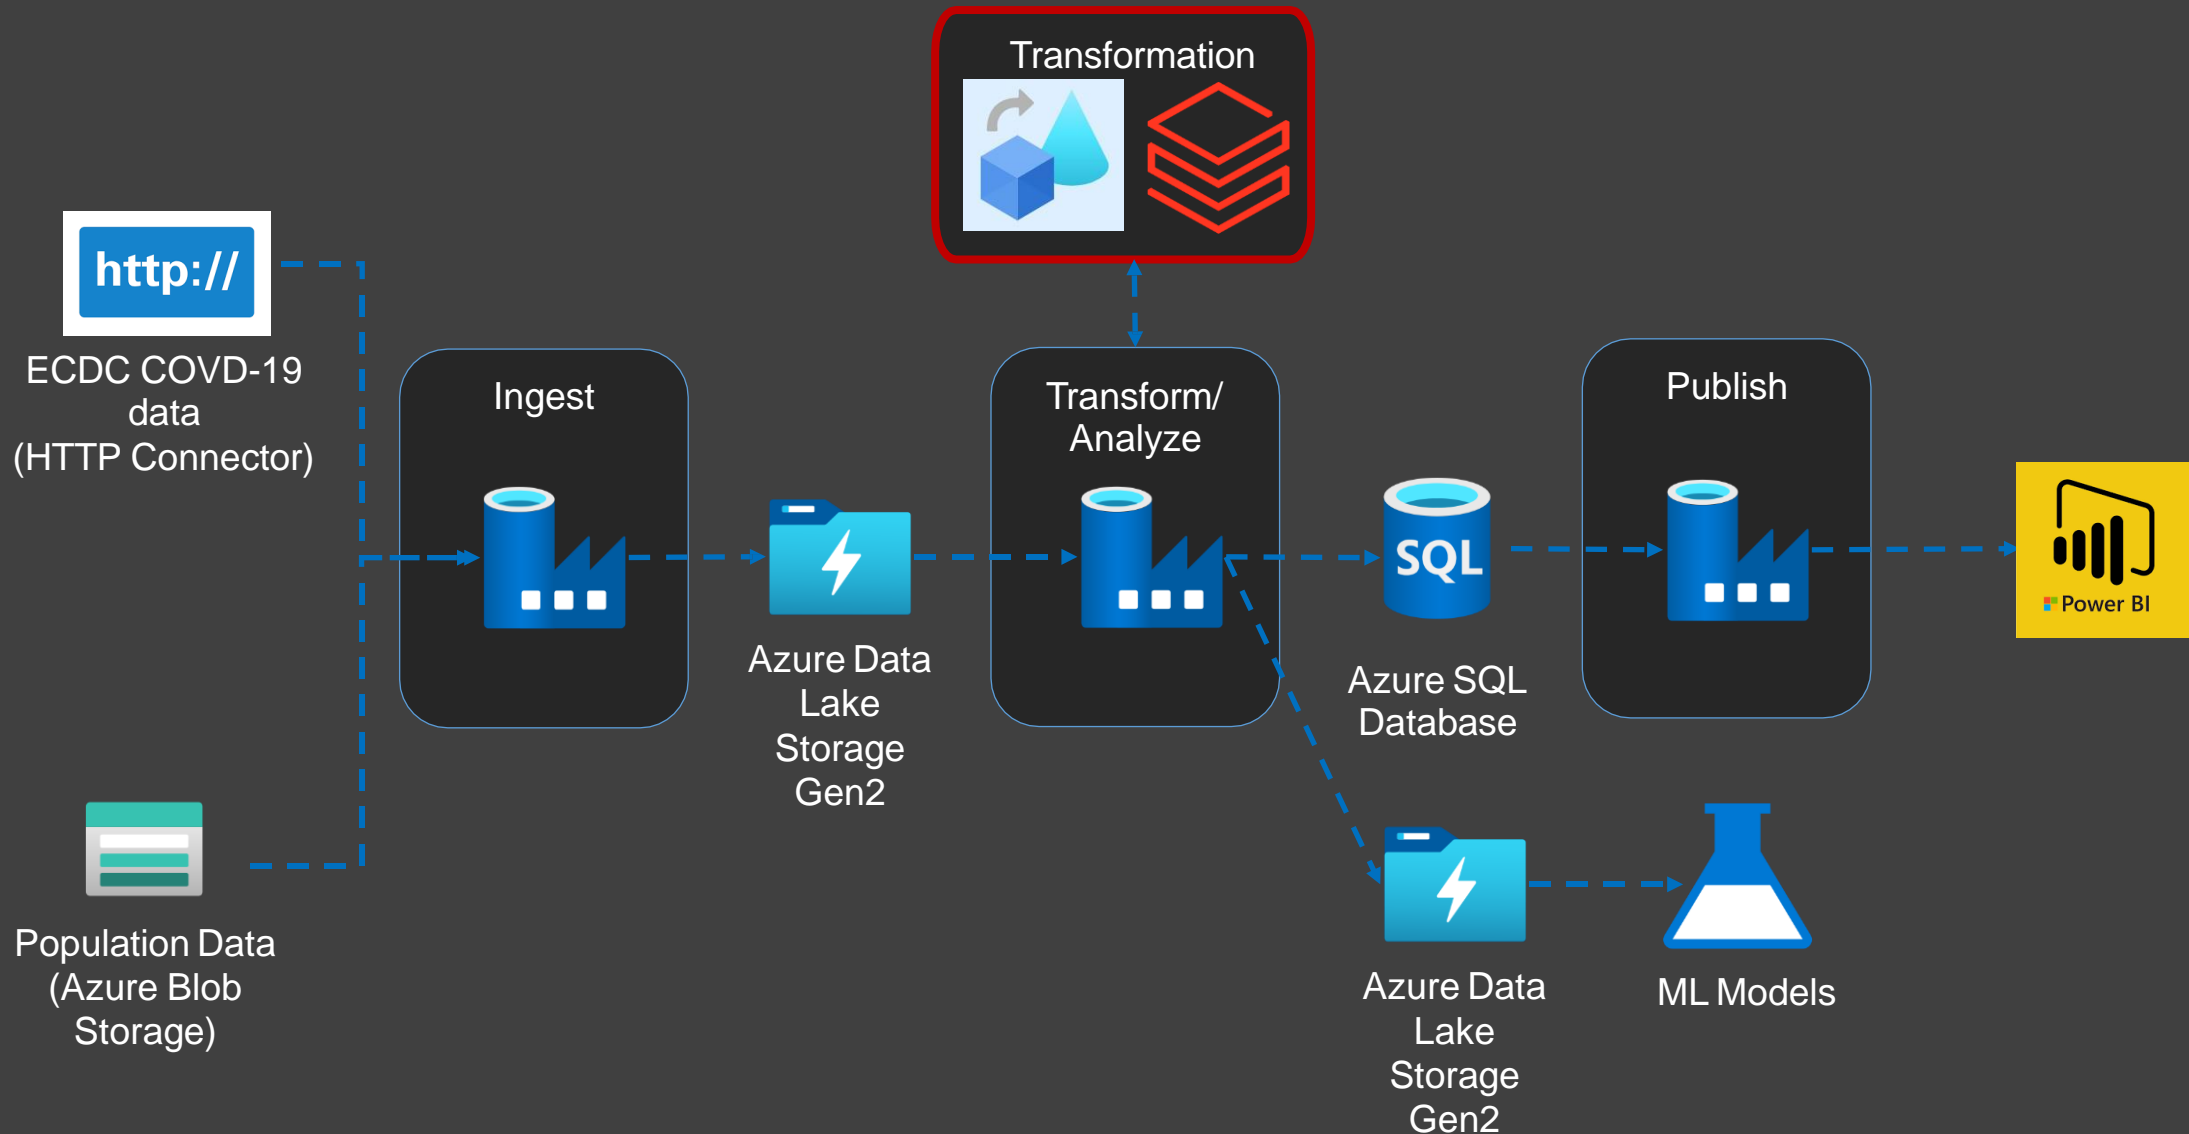 Transformation
http://
ECDC COVD-19
data
(HTTP Connector)
Ingest
Transform/
Analyze
Publish
SQL
Power BI
Azure Data
Lake
Storage
Gen2
Azure SQL
Database
Population Data
(Azure Blob
Storage)
Azure Data
Lake
Storage
Gen2
ML Models